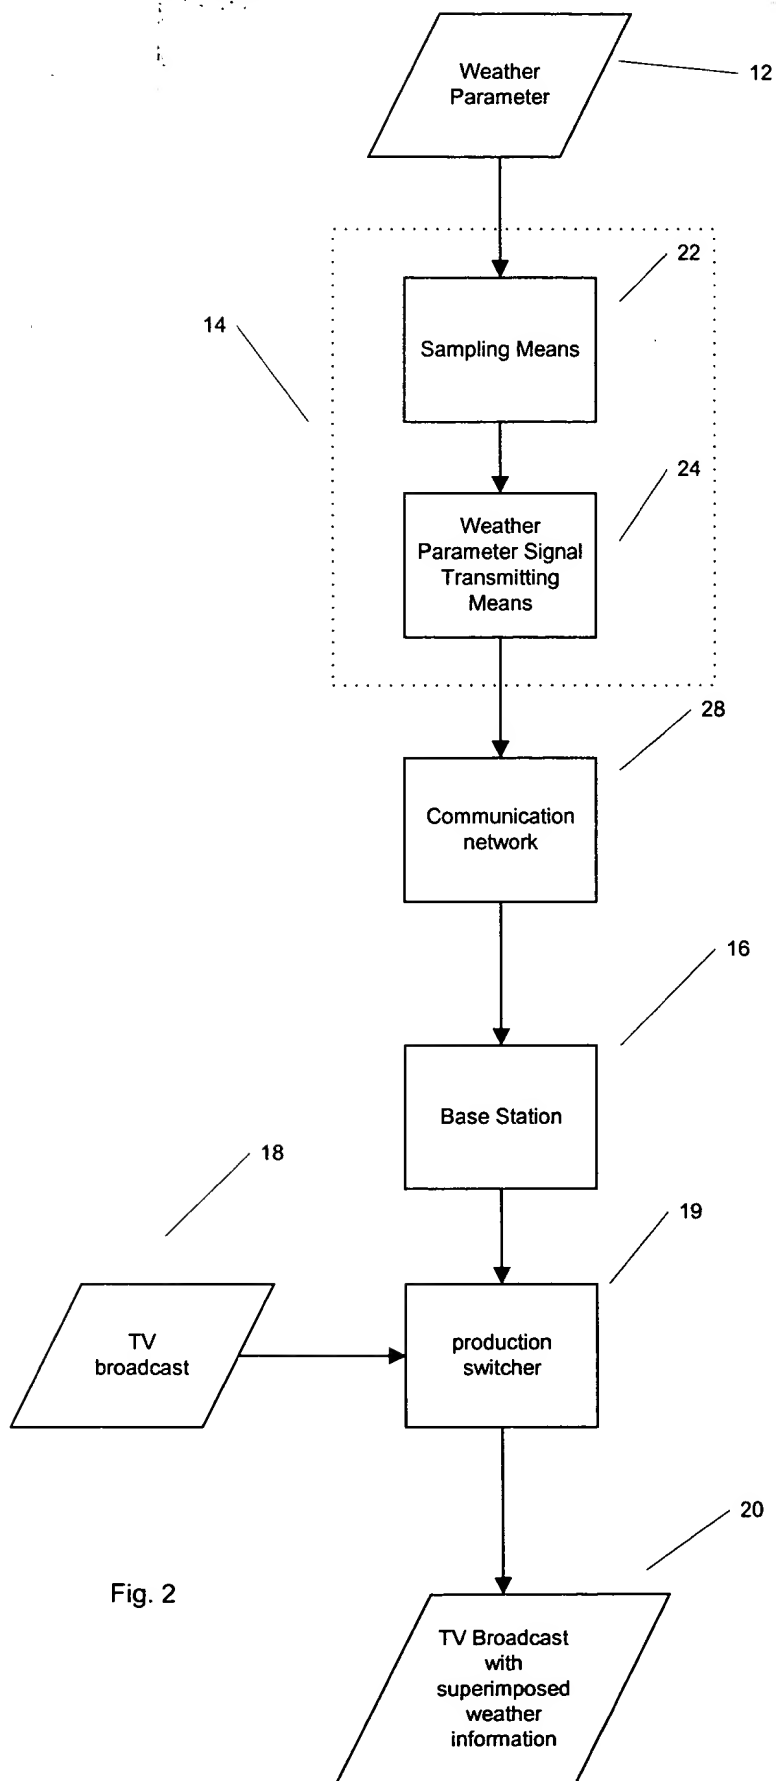 Weather
Parameter
12
22
14
Sampling Means
24
Weather
Parameter Signal
Transmitting
Means
28
Communication
network
16
Base Station
18
19
TV
broadcast
production
switcher
20
Fig. 2
TV Broadcast
with
superimposed
weather
information